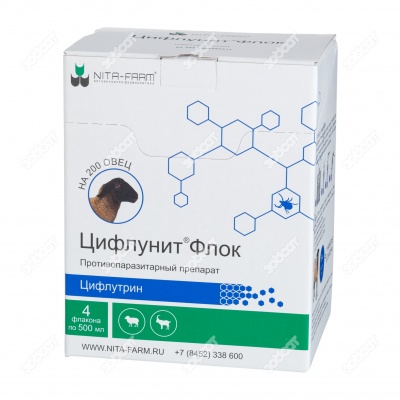 NITA-FARM
НА 200 ОВЕЦ
Цифлунит® Флок
Противопаразитарный препарат
Цифлутрин
4
флакона
по 500 мл
WWW.NITA-FARM.RU +7 (8452) 338 600